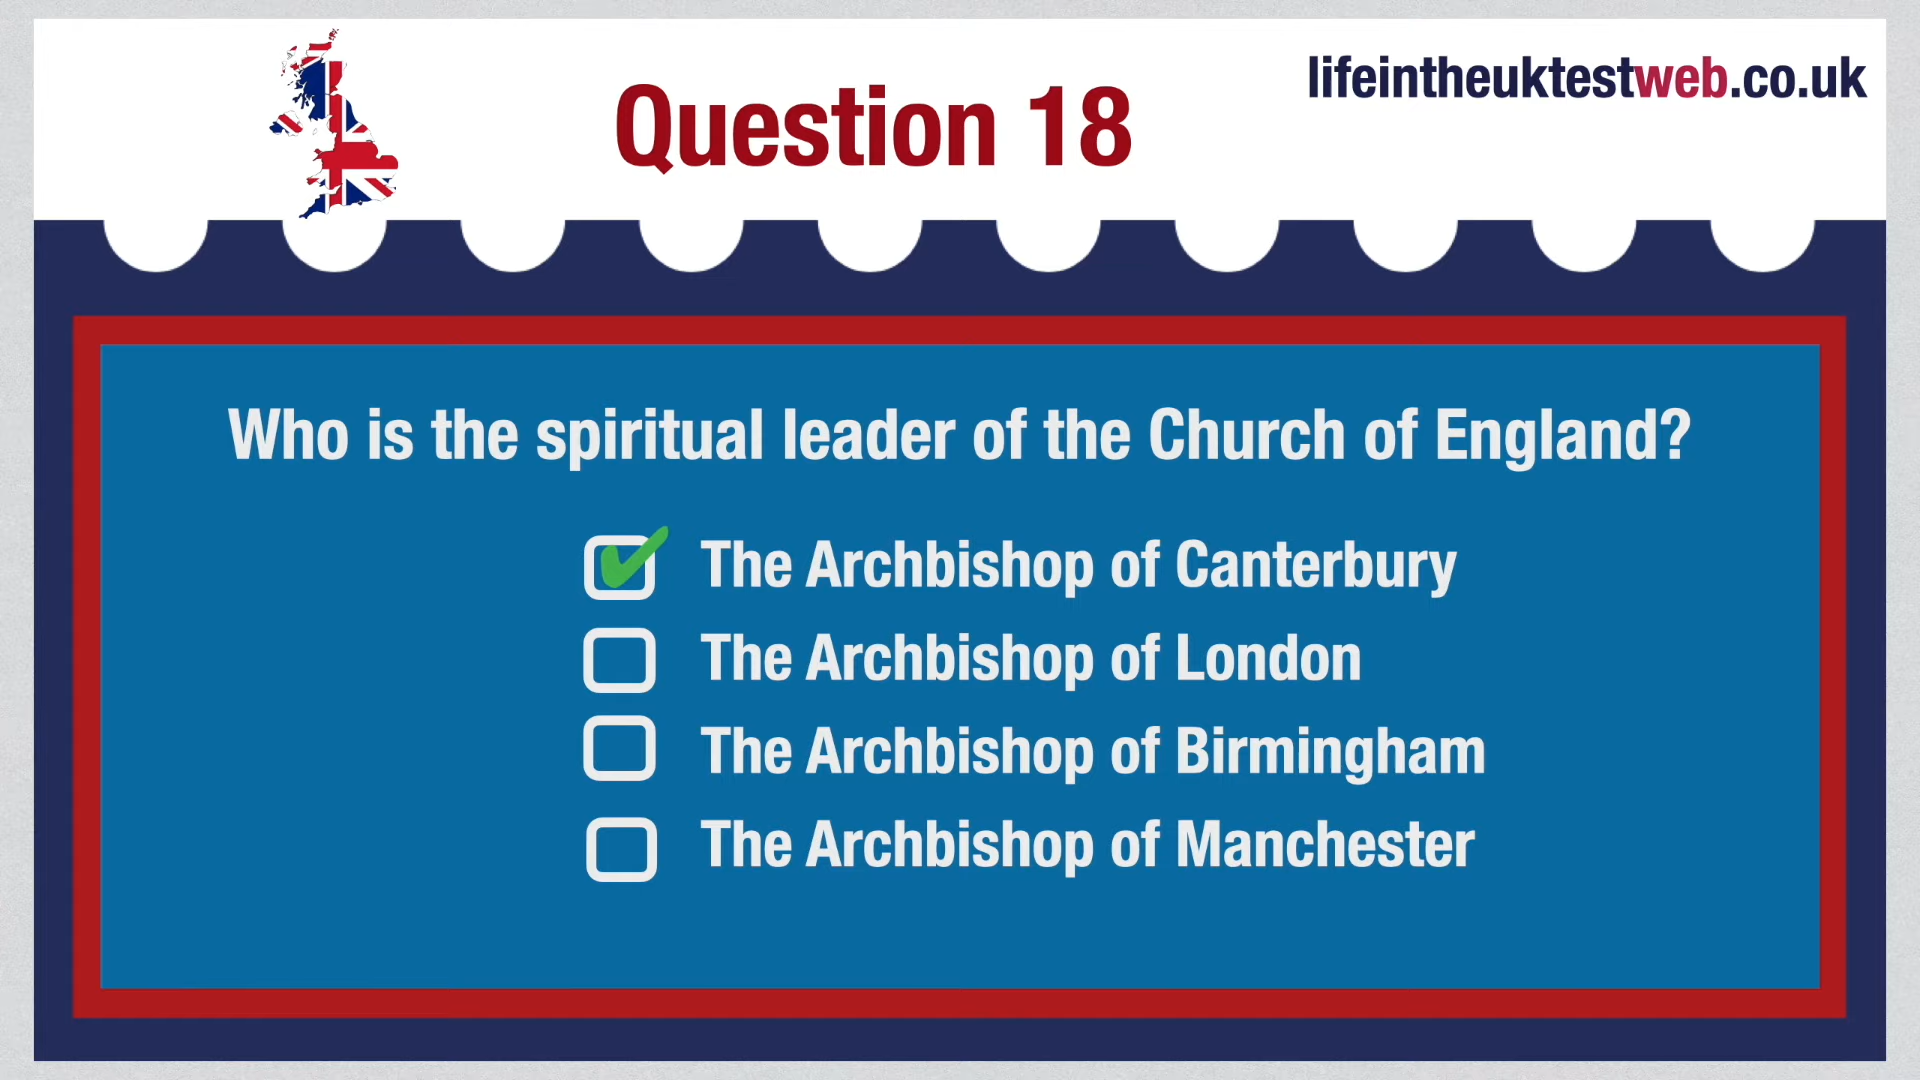 lifeintheuktestweb.co.uk
Question 18
Who is the spiritual leader of the Church of England?
The Archbishop of Canterbury
The Archbishop of London
The Archbishop of Birmingham
The Archbishop of Manchester